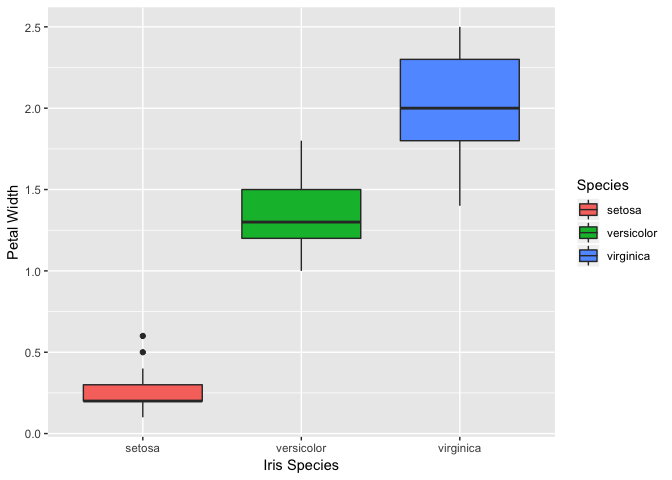 2.5
2.0
1.5
1.0
0.5
0.0
Petal Width
setosa versicolor virginica
Iris Species
Species
setosa
versicolor
virginica